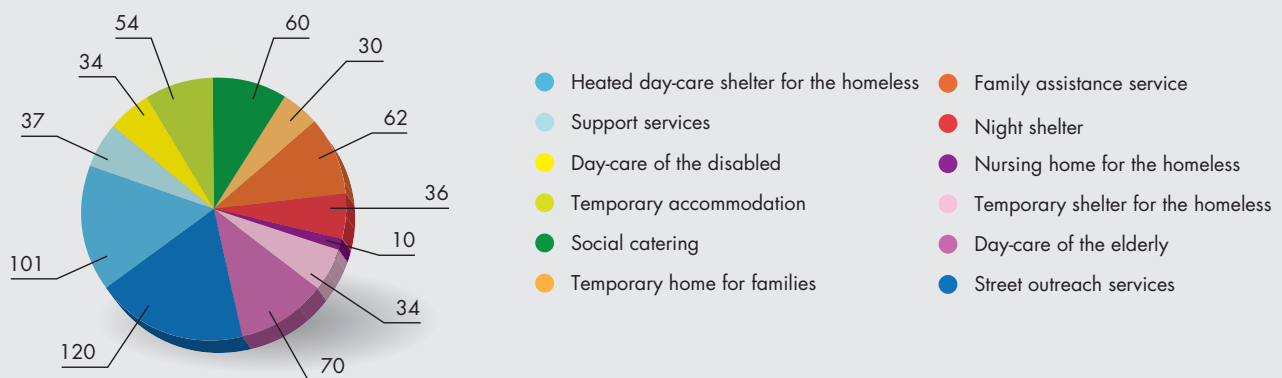 54
60
34
30
37
62
36
10
101
34
120
70
Heated day-care shelter for the homeless
Support services
Day-care of the disabled
Temporary accommodation
Social catering
Temporary home for families
Family assistance service
Night shelter
Nursing home for the homeless
Temporary shelter for the homeless
Day-care of the elderly
Street outreach services